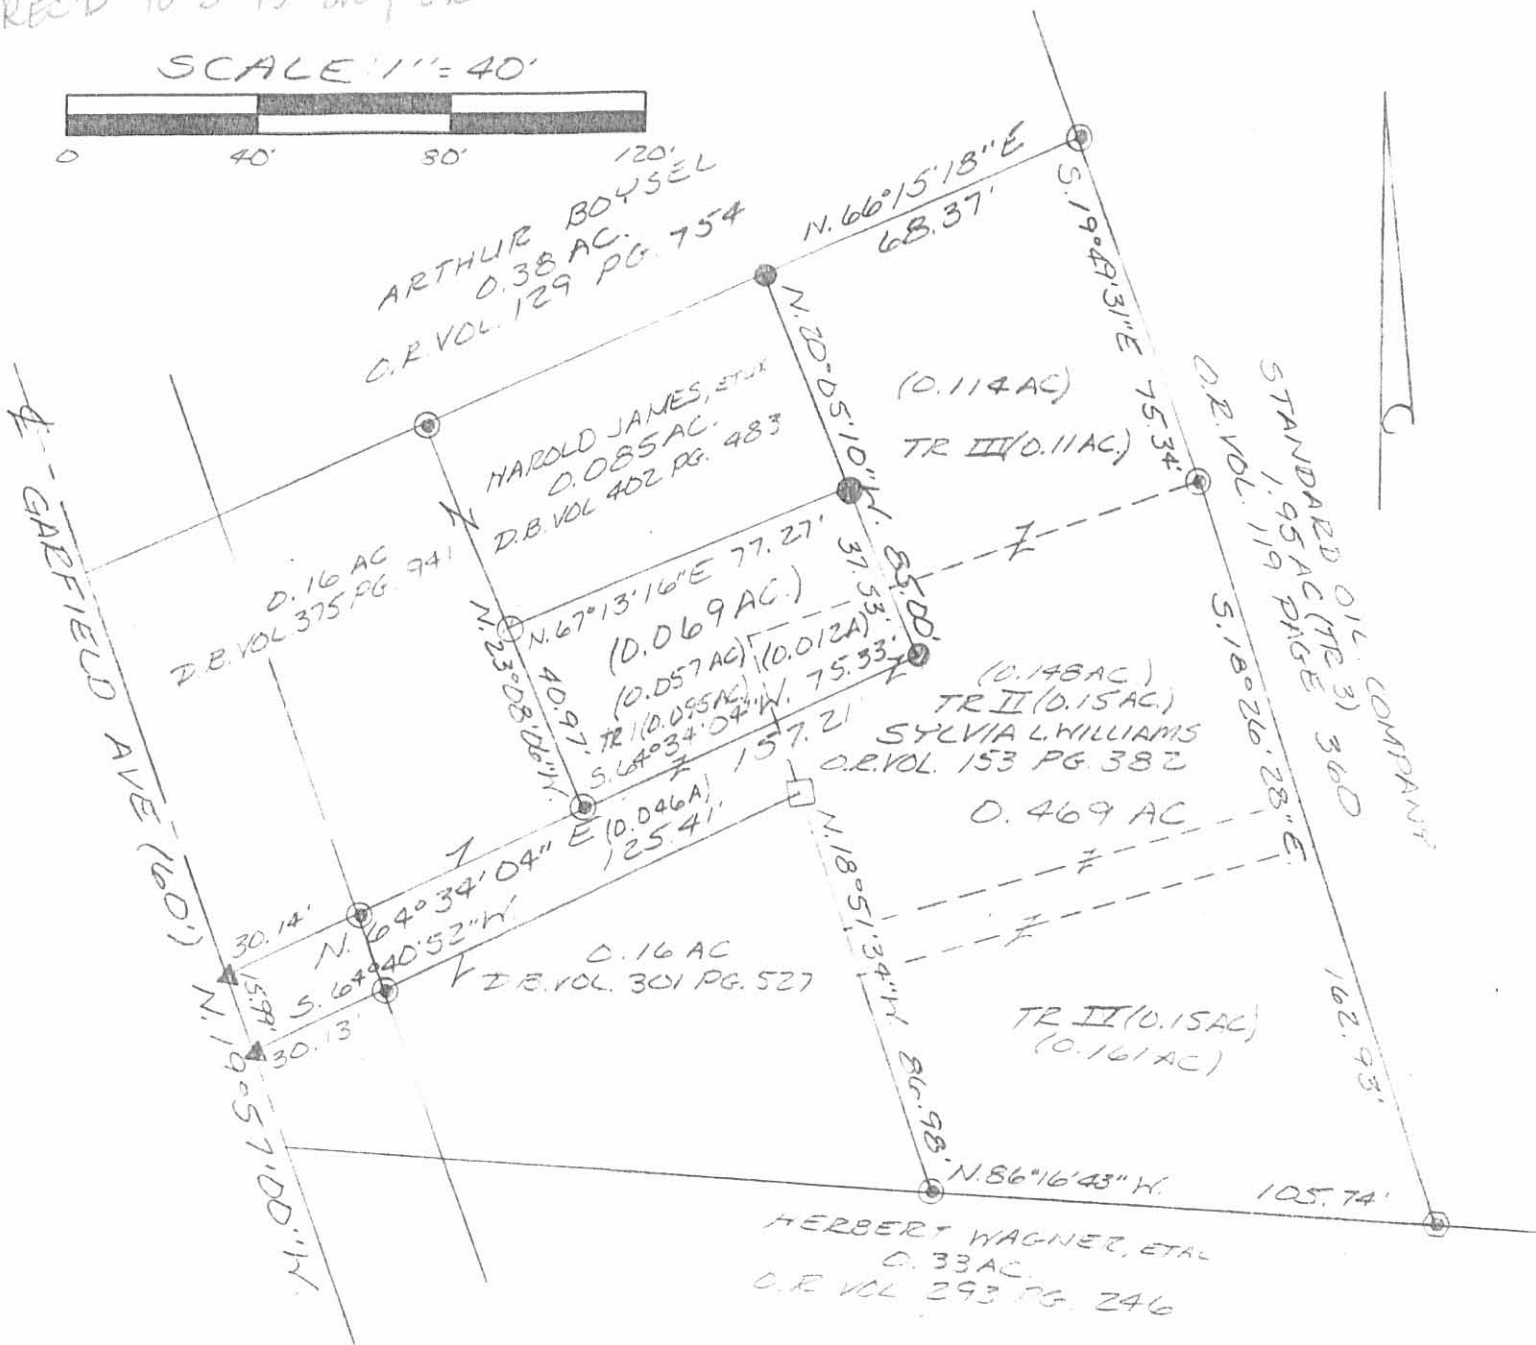 REC'D 10-5
SCALE 1"=40'
0 40' 80' 120'
ARTHUR BOYSEL
0.38 AC.
O.R. VOL. 129 PG. 754
N.66°15'18"E
68.37'
S.19°49'31"E 75.34'
N.20°05'10"W. 85.00'
(0.114 AC)
TR III (0.11 AC.)
HAROLD JAMES, ETUX
0.085 AC.
D.B. VOL 402 PG. 483
STANDARD OIL COMPANY
1.95 AC (TR 3)
O.R. VOL. 119 PAGE 360
₵ GARFIELD AVE (60')
0.16 AC
D.B. VOL 375 PG. 941
N.67°13'16"E 77.27'
37.53'
(0.069 AC.)
(0.057 AC) (0.012A)
TR I (0.095AC)
S.64°34'04"W. 75.33'
N.23°08'06"W.
40.97'
157.21'
(0.148 AC)
TR II (0.15 AC.)
SYLVIA L. WILLIAMS
O.R. VOL. 153 PG. 382
0.469 AC
S.18°26'28"E.
162.93'
(0.046A)
125.41'
N. 64°34'04" E
S. 64°40'52"W.
30.14'
15.99'
30.13'
N.19°57'00"W.
0.16 AC
D.B. VOL. 301 PG. 527
N.18°51'34"W. 86.98'
TR IV (0.15AC)
(0.161 AC)
N.86°16'43"W. 105.74'
HERBERT WAGNER, ETAL
0.33 AC.
O.R. VOL 293 PG. 246